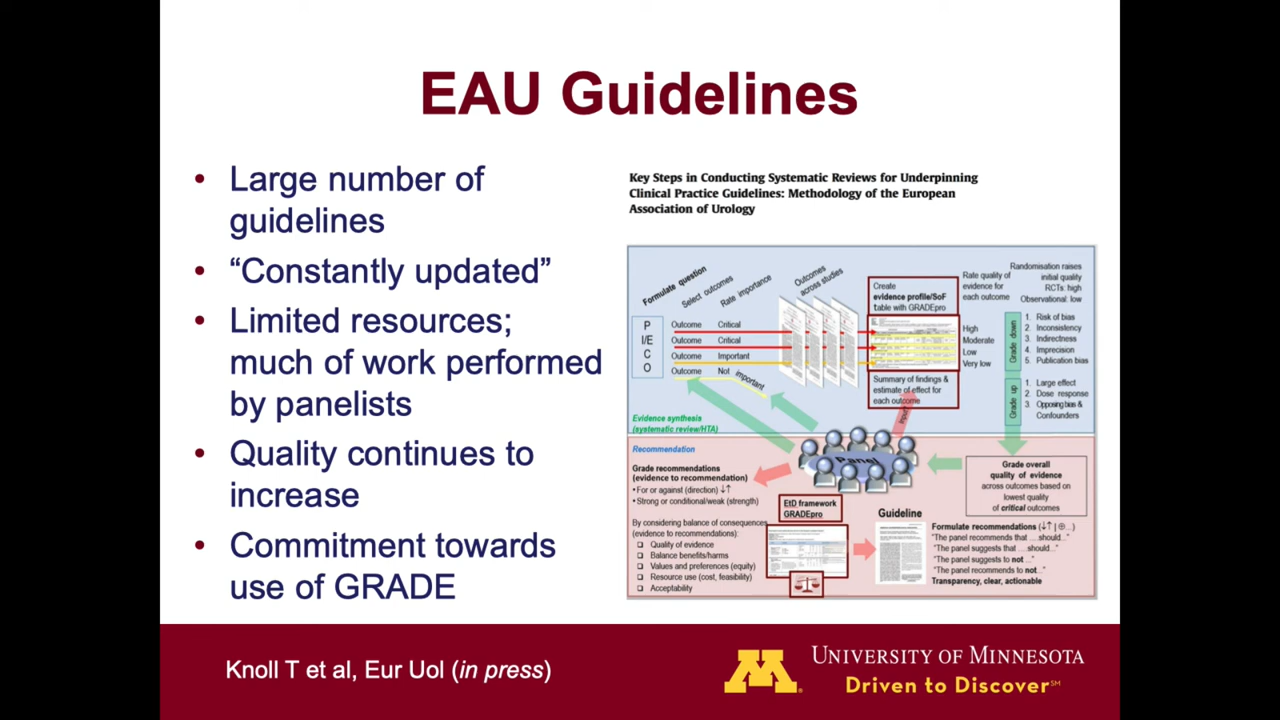 EAU Guidelines
• Large number of
guidelines
• “Constantly updated”
• Limited resources;
much of work performed
by panelists
• Quality continues to
increase
• Commitment towards
use of GRADE
Key Steps in Conducting Systematic Reviews for Underpinning
Clinical Practice Guidelines: Methodology of the European
Association of Urology
Formulate question
Select outcomes
Rate importance
Outcomes
across studies
P
I/E
C
O
Outcome Critical
Outcome Critical
Outcome Important
Outcome Not important
Create
evidence profile/SoF
table with GRADEpro
Summary of findings &
estimate of effect for
each outcome
Rate quality of
evidence for
each outcome
High
Moderate
Low
Very low
Randomisation raises
initial quality
RCTs: high
Observational: low
Grade down
1. Risk of bias
2. Inconsistency
3. Indirectness
4. Imprecision
5. Publication bias
Grade up
1. Large effect
2. Dose response
3. Opposing bias &
Confounders
Evidence synthesis
(systematic review/HTA)
Recommendation
Panel
Grade recommendations
(evidence to recommendation)
• For or against (direction) ↓↑
• Strong or conditional/weak (strength)
By considering balance of consequences
(evidence to recommendations):
❑ Quality of evidence
❑ Balance benefits/harms
❑ Values and preferences (equity)
❑ Resource use (cost, feasibility)
❑ Acceptability
EtD framework
GRADEpro
Guideline
Grade overall
quality of evidence
across outcomes based on
lowest quality
of critical outcomes
Formulate recommendations (↓↑ | ⊕...)
“The panel recommends that ....should...”
“The panel suggests that ....should...”
“The panel suggests to not ...”
“The panel recommends to not...”
Transparency, clear, actionable
Knoll T et al, Eur Uol (in press)
M
UNIVERSITY OF MINNESOTA
Driven to Discover℠